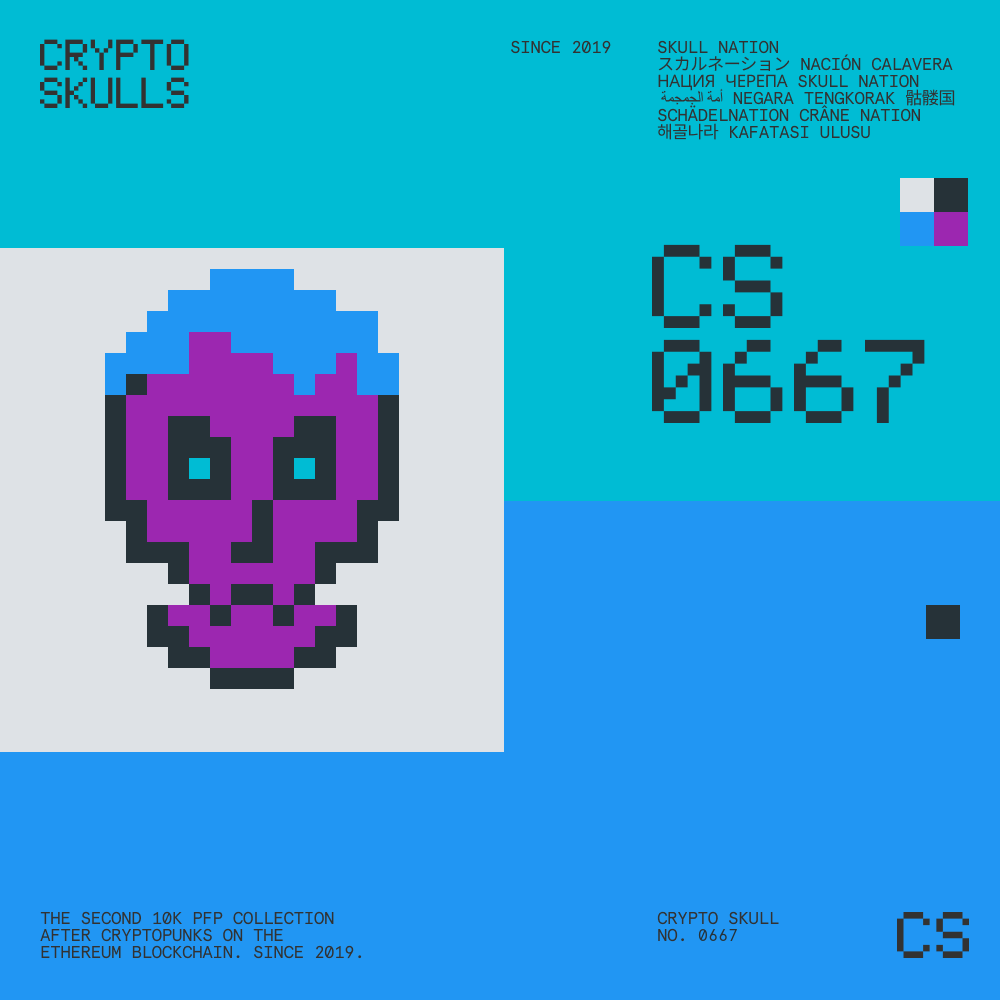 CRYPTO
SKULLS
SINCE 2019
SKULL NATION
スカルネーション NACIÓN CALAVERA
НАЦИЯ ЧЕРЕПА SKULL NATION
أمة الجمجمة NEGARA TENGKORAK 骷髅国
SCHÄDELNATION CRÂNE NATION
해골나라 KAFATASI ULUSU
CS
0667
THE SECOND 10K PFP COLLECTION
AFTER CRYPTOPUNKS ON THE
ETHEREUM BLOCKCHAIN. SINCE 2019.
CRYPTO SKULL
NO. 0667
CS